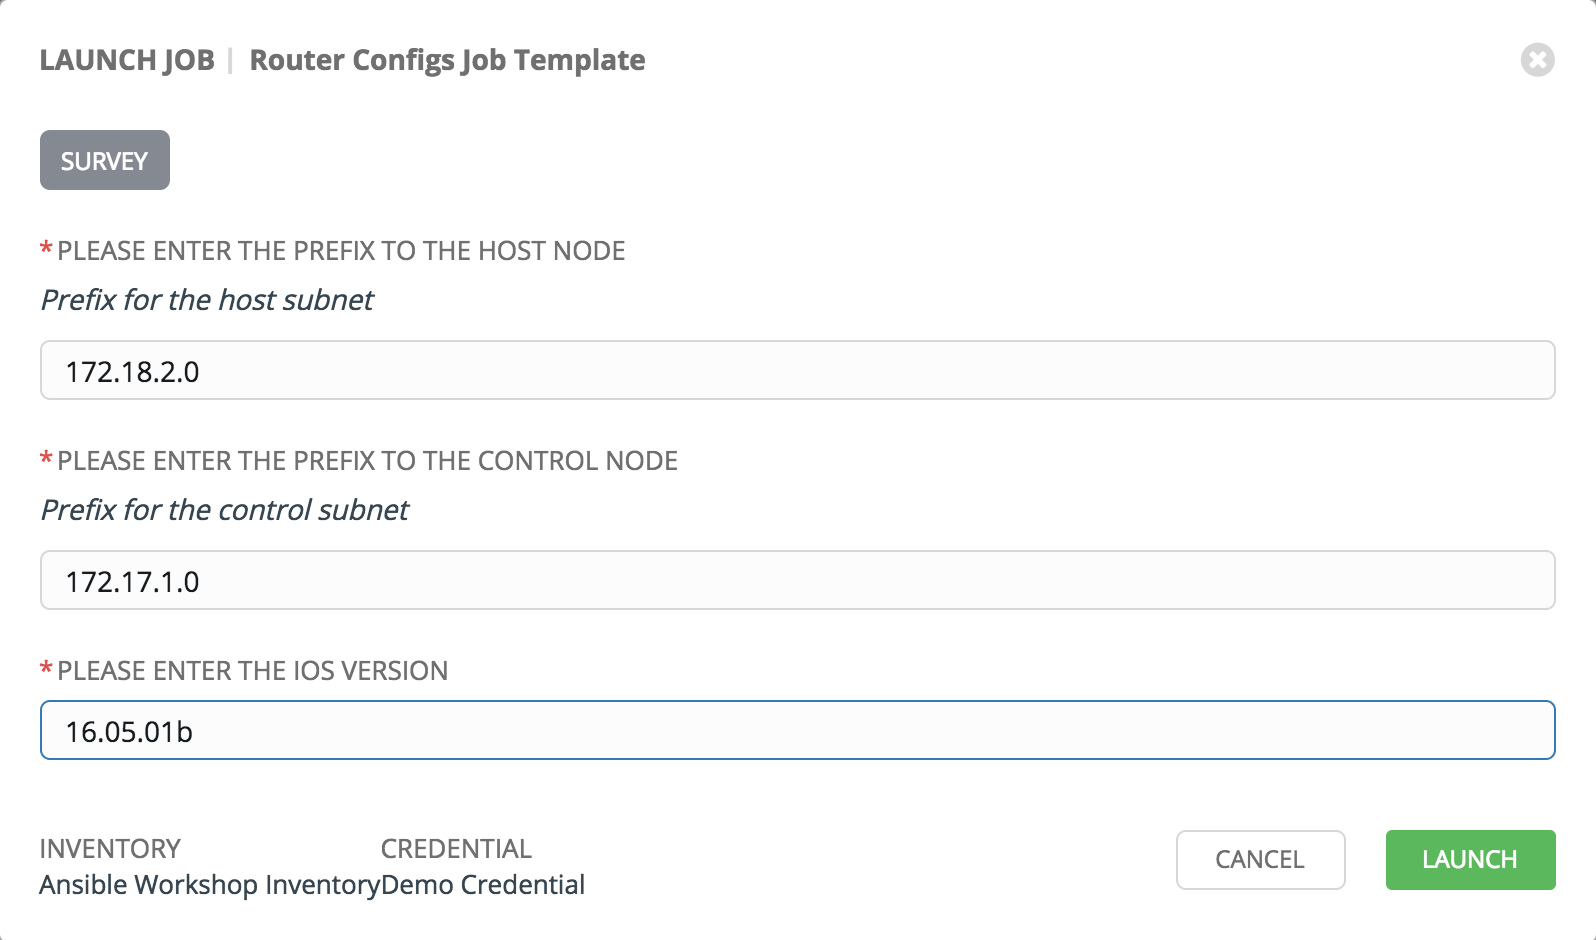 LAUNCH JOB | Router Configs Job Template
SURVEY
*PLEASE ENTER THE PREFIX TO THE HOST NODE
Prefix for the host subnet
172.18.2.0
*PLEASE ENTER THE PREFIX TO THE CONTROL NODE
Prefix for the control subnet
172.17.1.0
*PLEASE ENTER THE IOS VERSION
16.05.01b
INVENTORY CREDENTIAL
Ansible Workshop InventoryDemo Credential
CANCEL LAUNCH